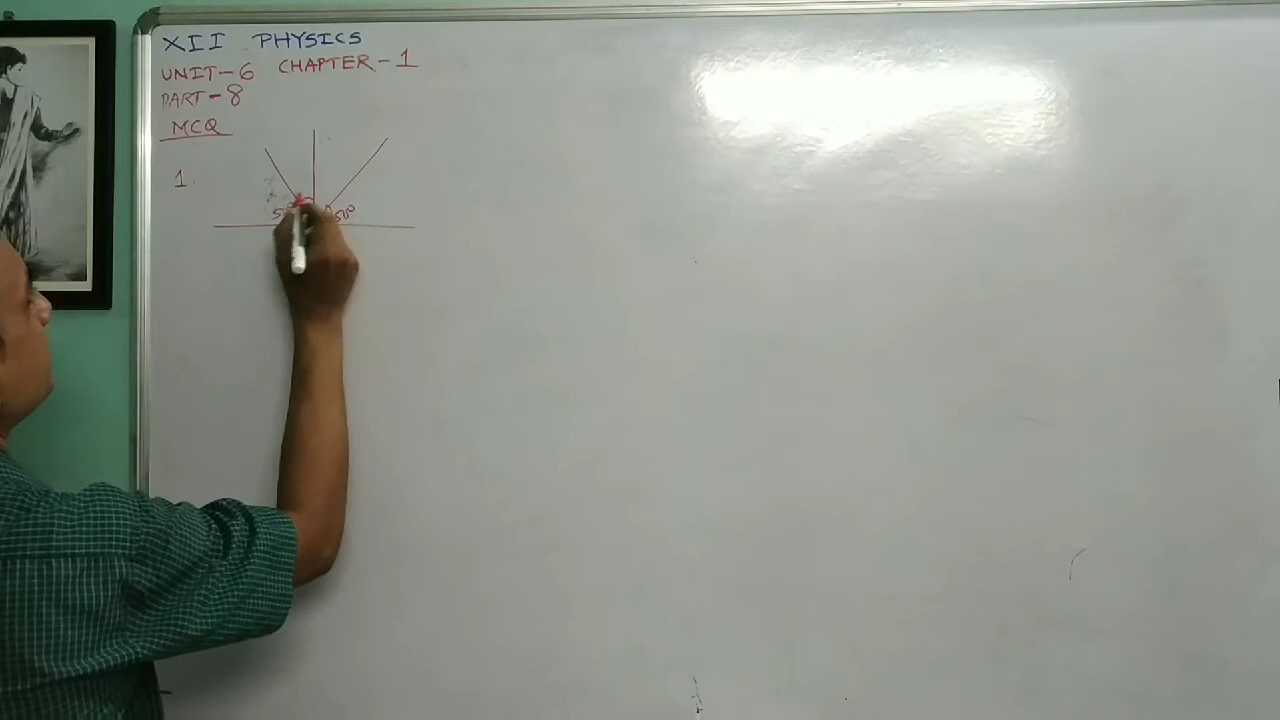 XII PHYSICS
UNIT-6 CHAPTER-1
PART-8
MCQ
1.
50°